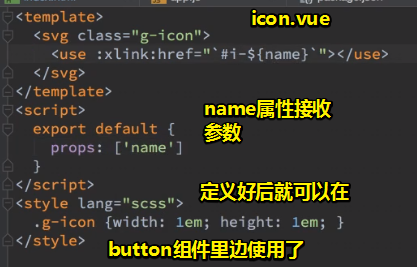 <template>
icon.vue
<svg class="g-icon">
<use :xlink:href="`#i-${name}`"></use>
</svg>
</template>
<script>
name属性接收
参数
export default {
props: ['name']
}
</script>
定义好后就可以在
<style lang="scss">
.g-icon {width: 1em; height: 1em; }
</style>
button组件里边使用了